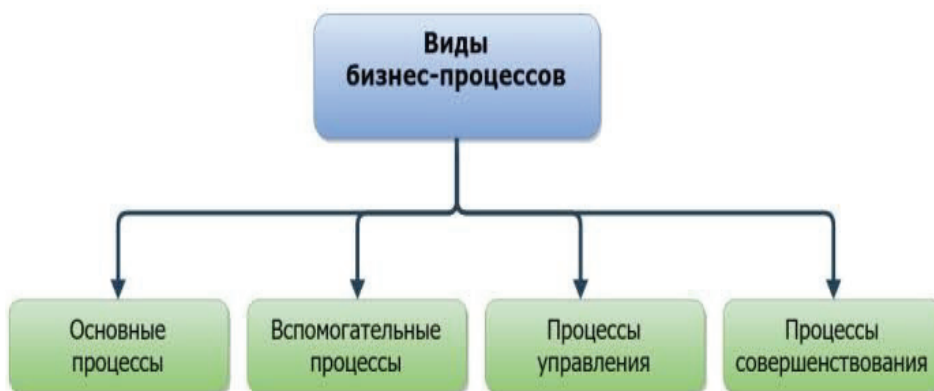 Виды
бизнес-процессов
Основные
процессы
Вспомогательные
процессы
Процессы
управления
Процессы
совершенствования